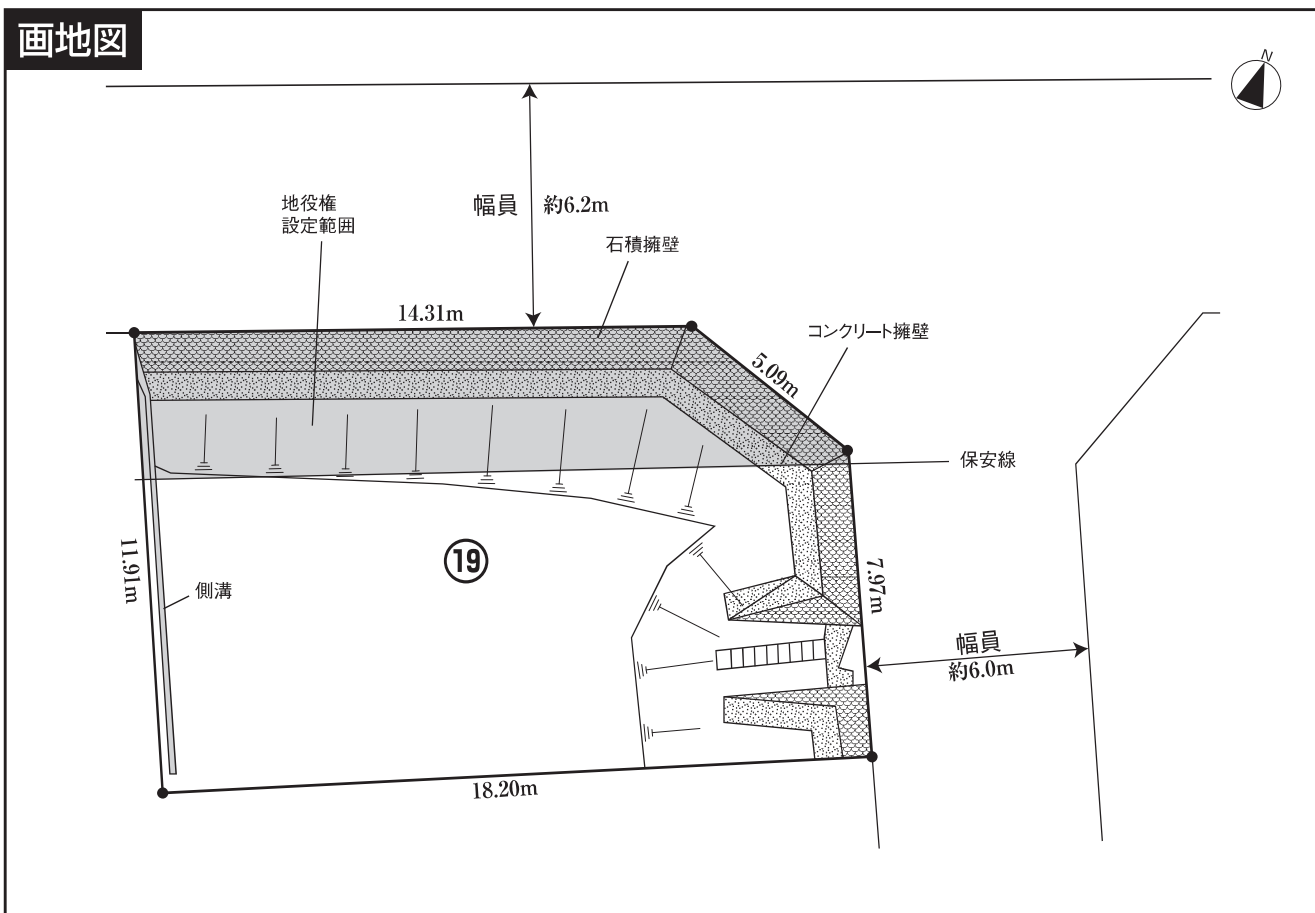 画地図
N
地役権
設定範囲
幅員 約6.2m
石積擁壁
14.31m
コンクリート擁壁
5.09m
保安線
11.91m
⑲
側溝
7.97m
幅員
約6.0m
18.20m